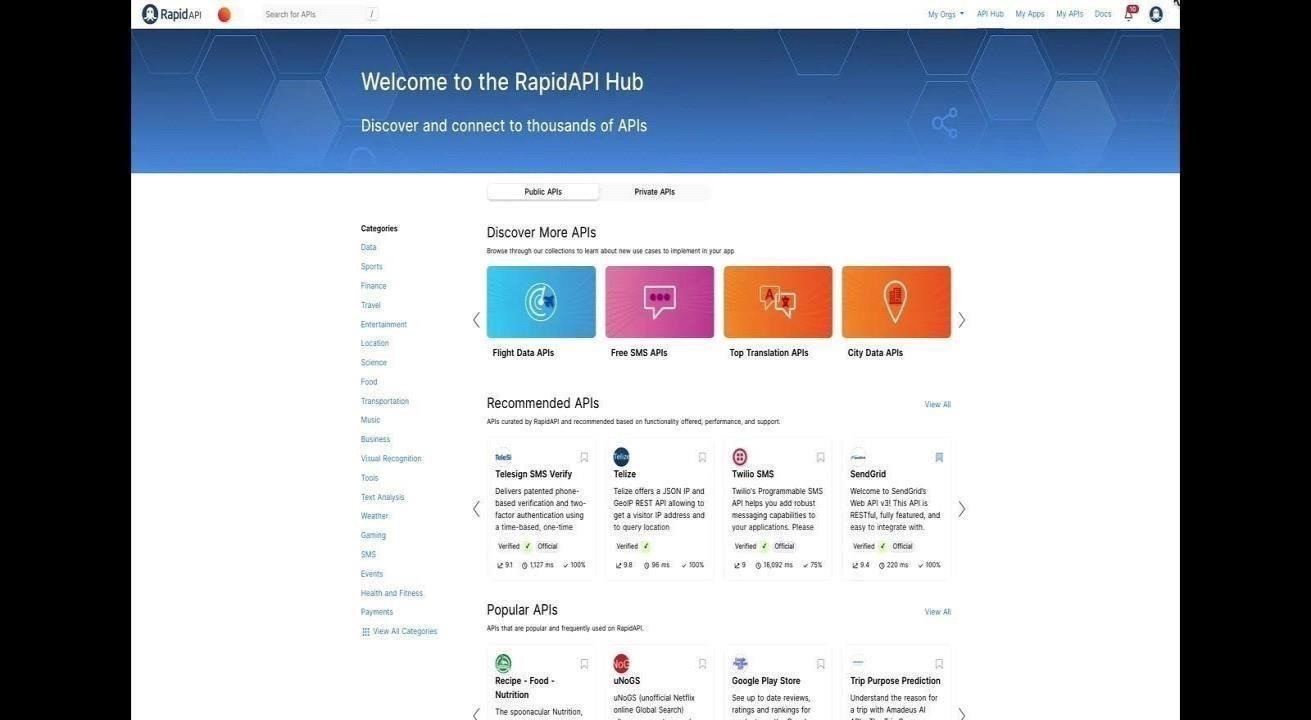 RapidAPI
Search for APIs
/
My Orgs
API Hub
My Apps
My APIs
Docs
10
Welcome to the RapidAPI Hub
Discover and connect to thousands of APIs
Public APIs
Private APIs
Categories
Data
Sports
Finance
Travel
Entertainment
Location
Science
Food
Transportation
Music
Business
Visual Recognition
Tools
Text Analysis
Weather
Gaming
SMS
Events
Health and Fitness
Payments
View All Categories
Discover More APIs
Browse through our collections to learn about new use cases to implement in your app
Flight Data APIs
Free SMS APIs
Top Translation APIs
City Data APIs
Recommended APIs
View All
APIs curated by RapidAPI and recommended based on functionality offered, performance, and support.
TeleSi
Telesign SMS Verify
Delivers patented phone-
based verification and two-
factor authentication using
a time-based, one-time
Verified ✓ Official
9.1 1,127 ms 100%
Telize
Telize
Telize offers a JSON IP and
GeoIP REST API allowing to
get a visitor IP address and
to query location
Verified ✓
9.8 96 ms 100%
Twilio SMS
Twilio's Programmable SMS
API helps you add robust
messaging capabilities to
your applications. Please
Verified ✓ Official
9 16,092 ms 75%
SendGrid
Welcome to SendGrid's
Web API v3! This API is
RESTful, fully featured, and
easy to integrate with.
Verified ✓ Official
9.4 220 ms 100%
Popular APIs
View All
APIs that are popular and frequently used on RapidAPI.
Recipe - Food -
Nutrition
The spoonacular Nutrition,
NoG
uNoGS
uNoGS (unofficial Netflix
online Global Search)
Google Play Store
See up to date reviews,
ratings and rankings for
Trip Purpose Prediction
Understand the reason for
a trip with Amadeus AI